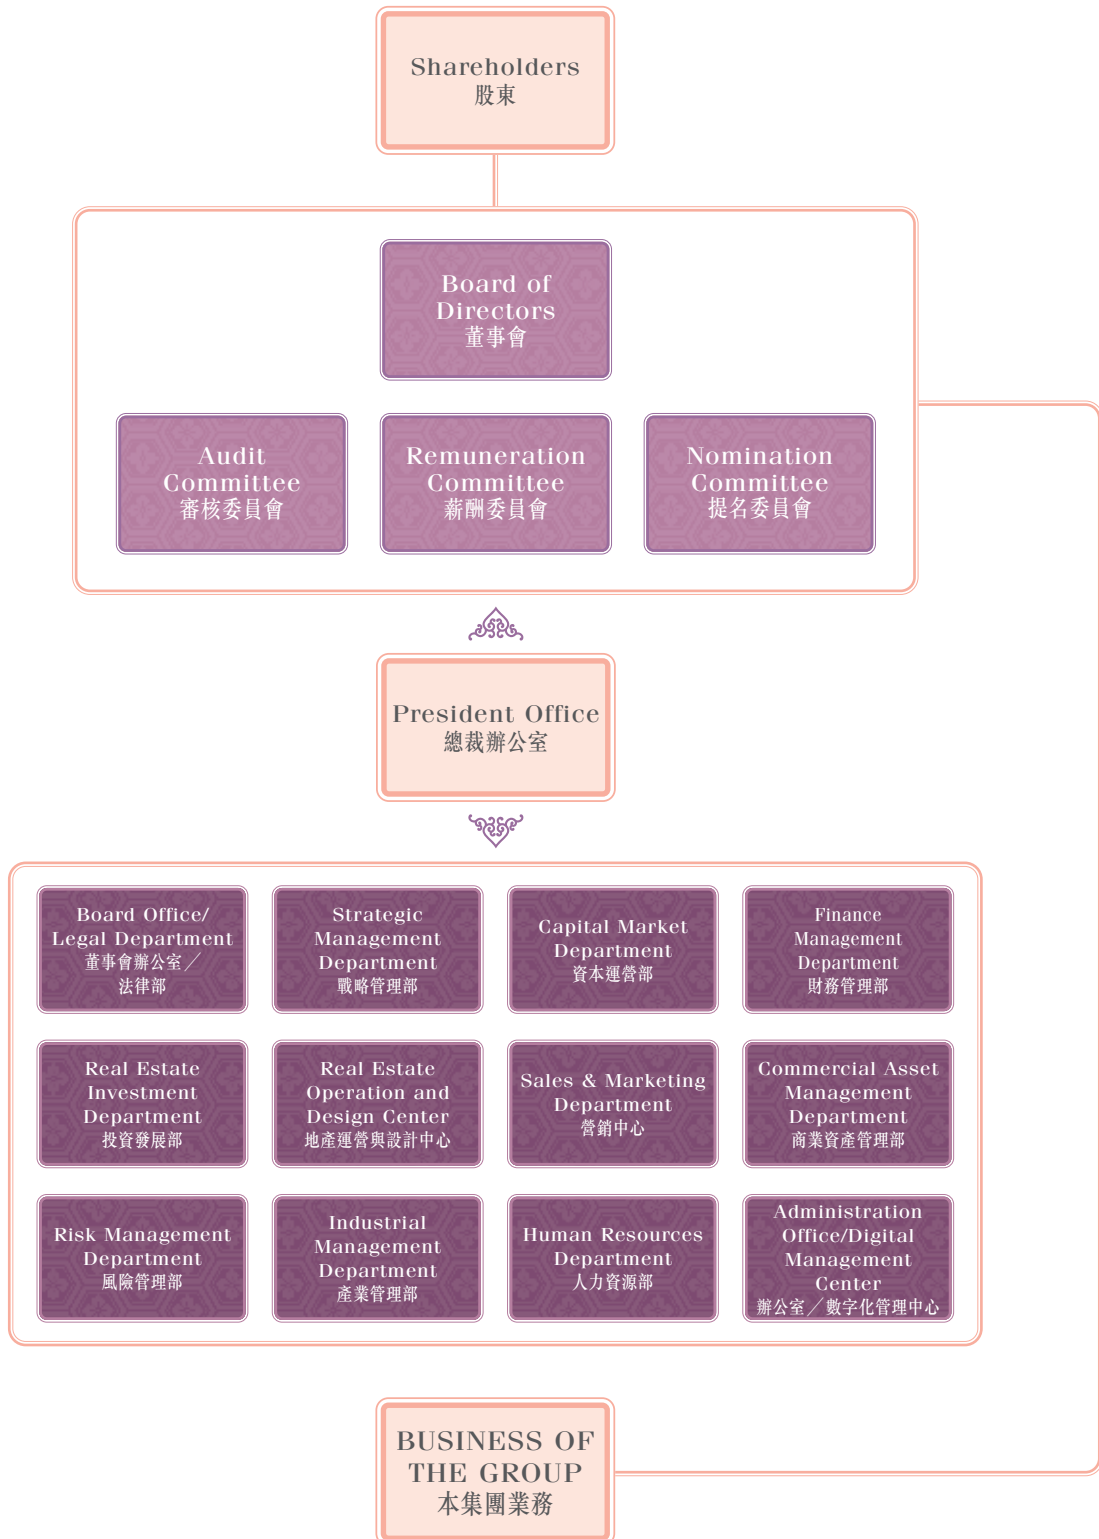 Shareholders
股東
Board of
Directors
董事會
Audit
Committee
審核委員會
Remuneration
Committee
薪酬委員會
Nomination
Committee
提名委員會
President Office
總裁辦公室
Board Office/
Legal Department
董事會辦公室／
法律部
Strategic
Management
Department
戰略管理部
Capital Market
Department
資本運營部
Finance
Management
Department
財務管理部
Real Estate
Investment
Department
投資發展部
Real Estate
Operation and
Design Center
地產運營與設計中心
Sales & Marketing
Department
營銷中心
Commercial Asset
Management
Department
商業資產管理部
Risk Management
Department
風險管理部
Industrial
Management
Department
產業管理部
Human Resources
Department
人力資源部
Administration
Office/Digital
Management
Center
辦公室／數字化管理中心
BUSINESS OF
THE GROUP
本集團業務